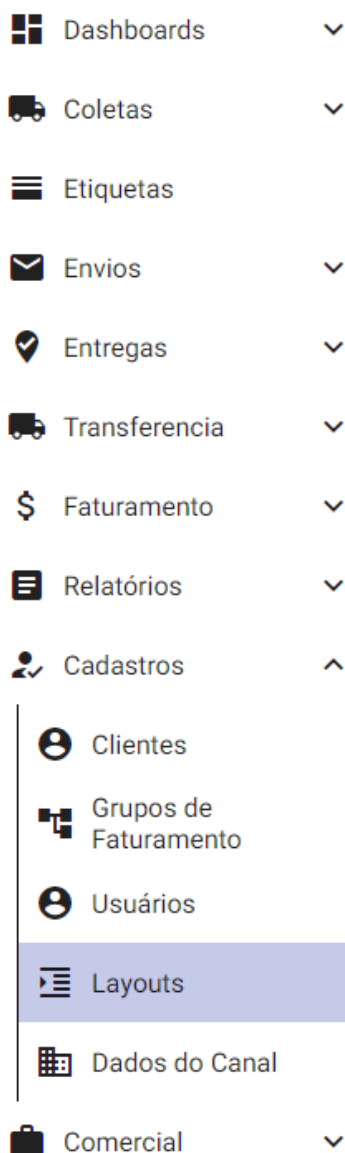 Dashboards
Coletas
Etiquetas
Envios
Entregas
Transferencia
Faturamento
Relatórios
Cadastros
Clientes
Grupos de
Faturamento
Usuários
Layouts
Dados do Canal
Comercial